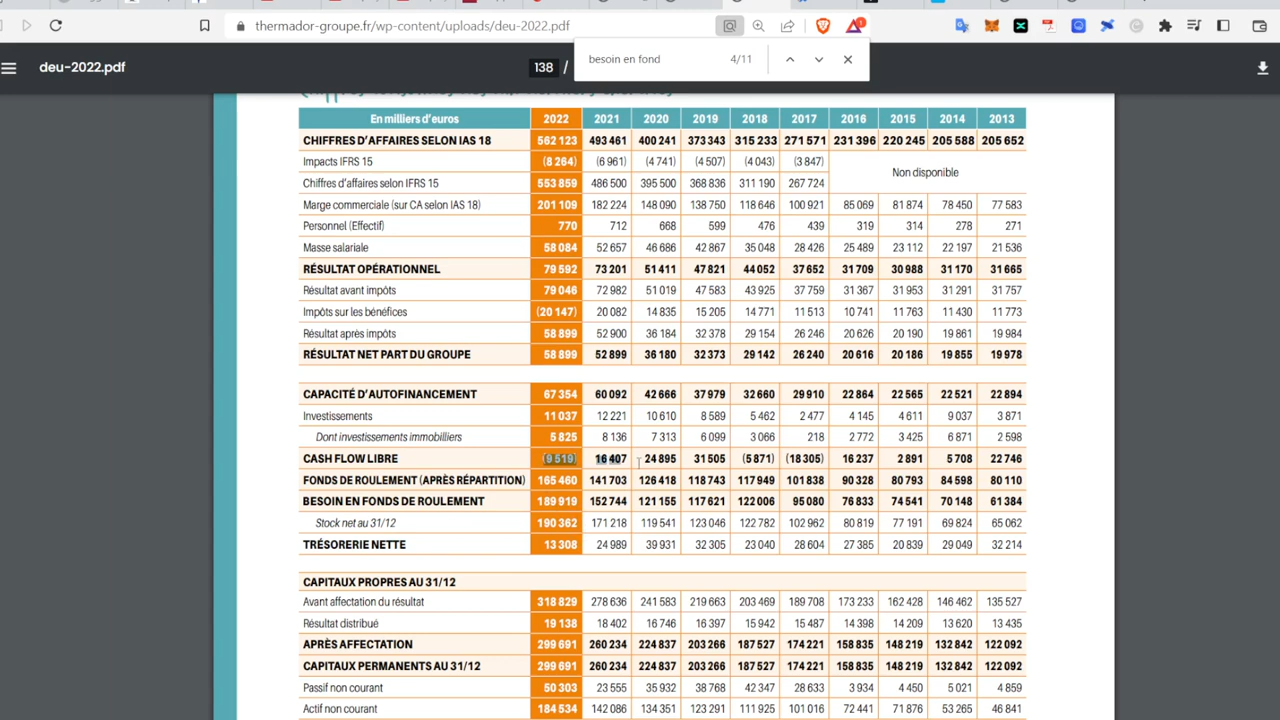 thermador-groupe.fr/wp-content/uploads/deu-2022.pdf
besoin en fond 4/11
deu-2022.pdf
138 /
En milliers d'euros 2022 2021 2020 2019 2018 2017 2016 2015 2014 2013
CHIFFRES D'AFFAIRES SELON IAS 18 562 123 493 461 400 241 373 343 315 233 271 571 231 396 220 245 205 588 205 652
Impacts IFRS 15 (8 264) (6 961) (4 741) (4 507) (4 043) (3 847)
Non disponible
Chiffres d'affaires selon IFRS 15 553 859 486 500 395 500 368 836 311 190 267 724
Marge commerciale (sur CA selon IAS 18) 201 109 182 224 148 090 138 750 118 646 100 921 85 069 81 874 78 450 77 583
Personnel (Effectif) 770 712 668 599 476 439 319 314 278 271
Masse salariale 58 084 52 657 46 686 42 867 35 048 28 426 25 489 23 112 22 197 21 536
RÉSULTAT OPÉRATIONNEL 79 592 73 201 51 411 47 821 44 052 37 652 31 709 30 988 31 170 31 665
Résultat avant impôts 79 046 72 982 51 019 47 583 43 925 37 759 31 367 31 953 31 291 31 757
Impôts sur les bénéfices (20 147) 20 082 14 835 15 205 14 771 11 513 10 741 11 763 11 430 11 773
Résultat après impôts 58 899 52 900 36 184 32 378 29 154 26 246 20 626 20 190 19 861 19 984
RÉSULTAT NET PART DU GROUPE 58 899 52 899 36 180 32 373 29 142 26 240 20 616 20 186 19 855 19 978
CAPACITÉ D'AUTOFINANCEMENT 67 354 60 092 42 666 37 979 32 660 29 910 22 864 22 565 22 521 22 894
Investissements 11 037 12 221 10 610 8 589 5 462 2 477 4 145 4 611 9 037 3 871
Dont investissements immobilliers 5 825 8 136 7 313 6 099 3 066 218 2 772 3 425 6 871 2 598
CASH FLOW LIBRE (9 519) 16 407 24 895 31 505 (5 871) (18 305) 16 237 2 891 5 708 22 746
FONDS DE ROULEMENT (APRÈS RÉPARTITION) 165 460 141 703 126 418 118 743 117 949 101 838 90 328 80 793 84 598 80 110
BESOIN EN FONDS DE ROULEMENT 189 919 152 744 121 155 117 621 122 006 95 080 76 833 74 541 70 148 61 384
Stock net au 31/12 190 362 171 218 119 541 123 046 122 782 102 962 80 819 77 191 69 824 65 062
TRÉSORERIE NETTE 13 308 24 989 39 931 32 305 23 040 28 604 27 385 20 839 29 049 32 214
CAPITAUX PROPRES AU 31/12
Avant affectation du résultat 318 829 278 636 241 583 219 663 203 469 189 708 173 233 162 428 146 462 135 527
Résultat distribué 19 138 18 402 16 746 16 397 15 942 15 487 14 398 14 209 13 620 13 435
APRÈS AFFECTATION 299 691 260 234 224 837 203 266 187 527 174 221 158 835 148 219 132 842 122 092
CAPITAUX PERMANENTS AU 31/12 299 691 260 234 224 837 203 266 187 527 174 221 158 835 148 219 132 842 122 092
Passif non courant 50 303 23 555 35 932 38 768 42 347 28 633 3 934 4 450 5 021 4 859
Actif non courant 184 534 142 086 134 351 123 291 111 925 101 016 72 441 71 876 53 265 46 841